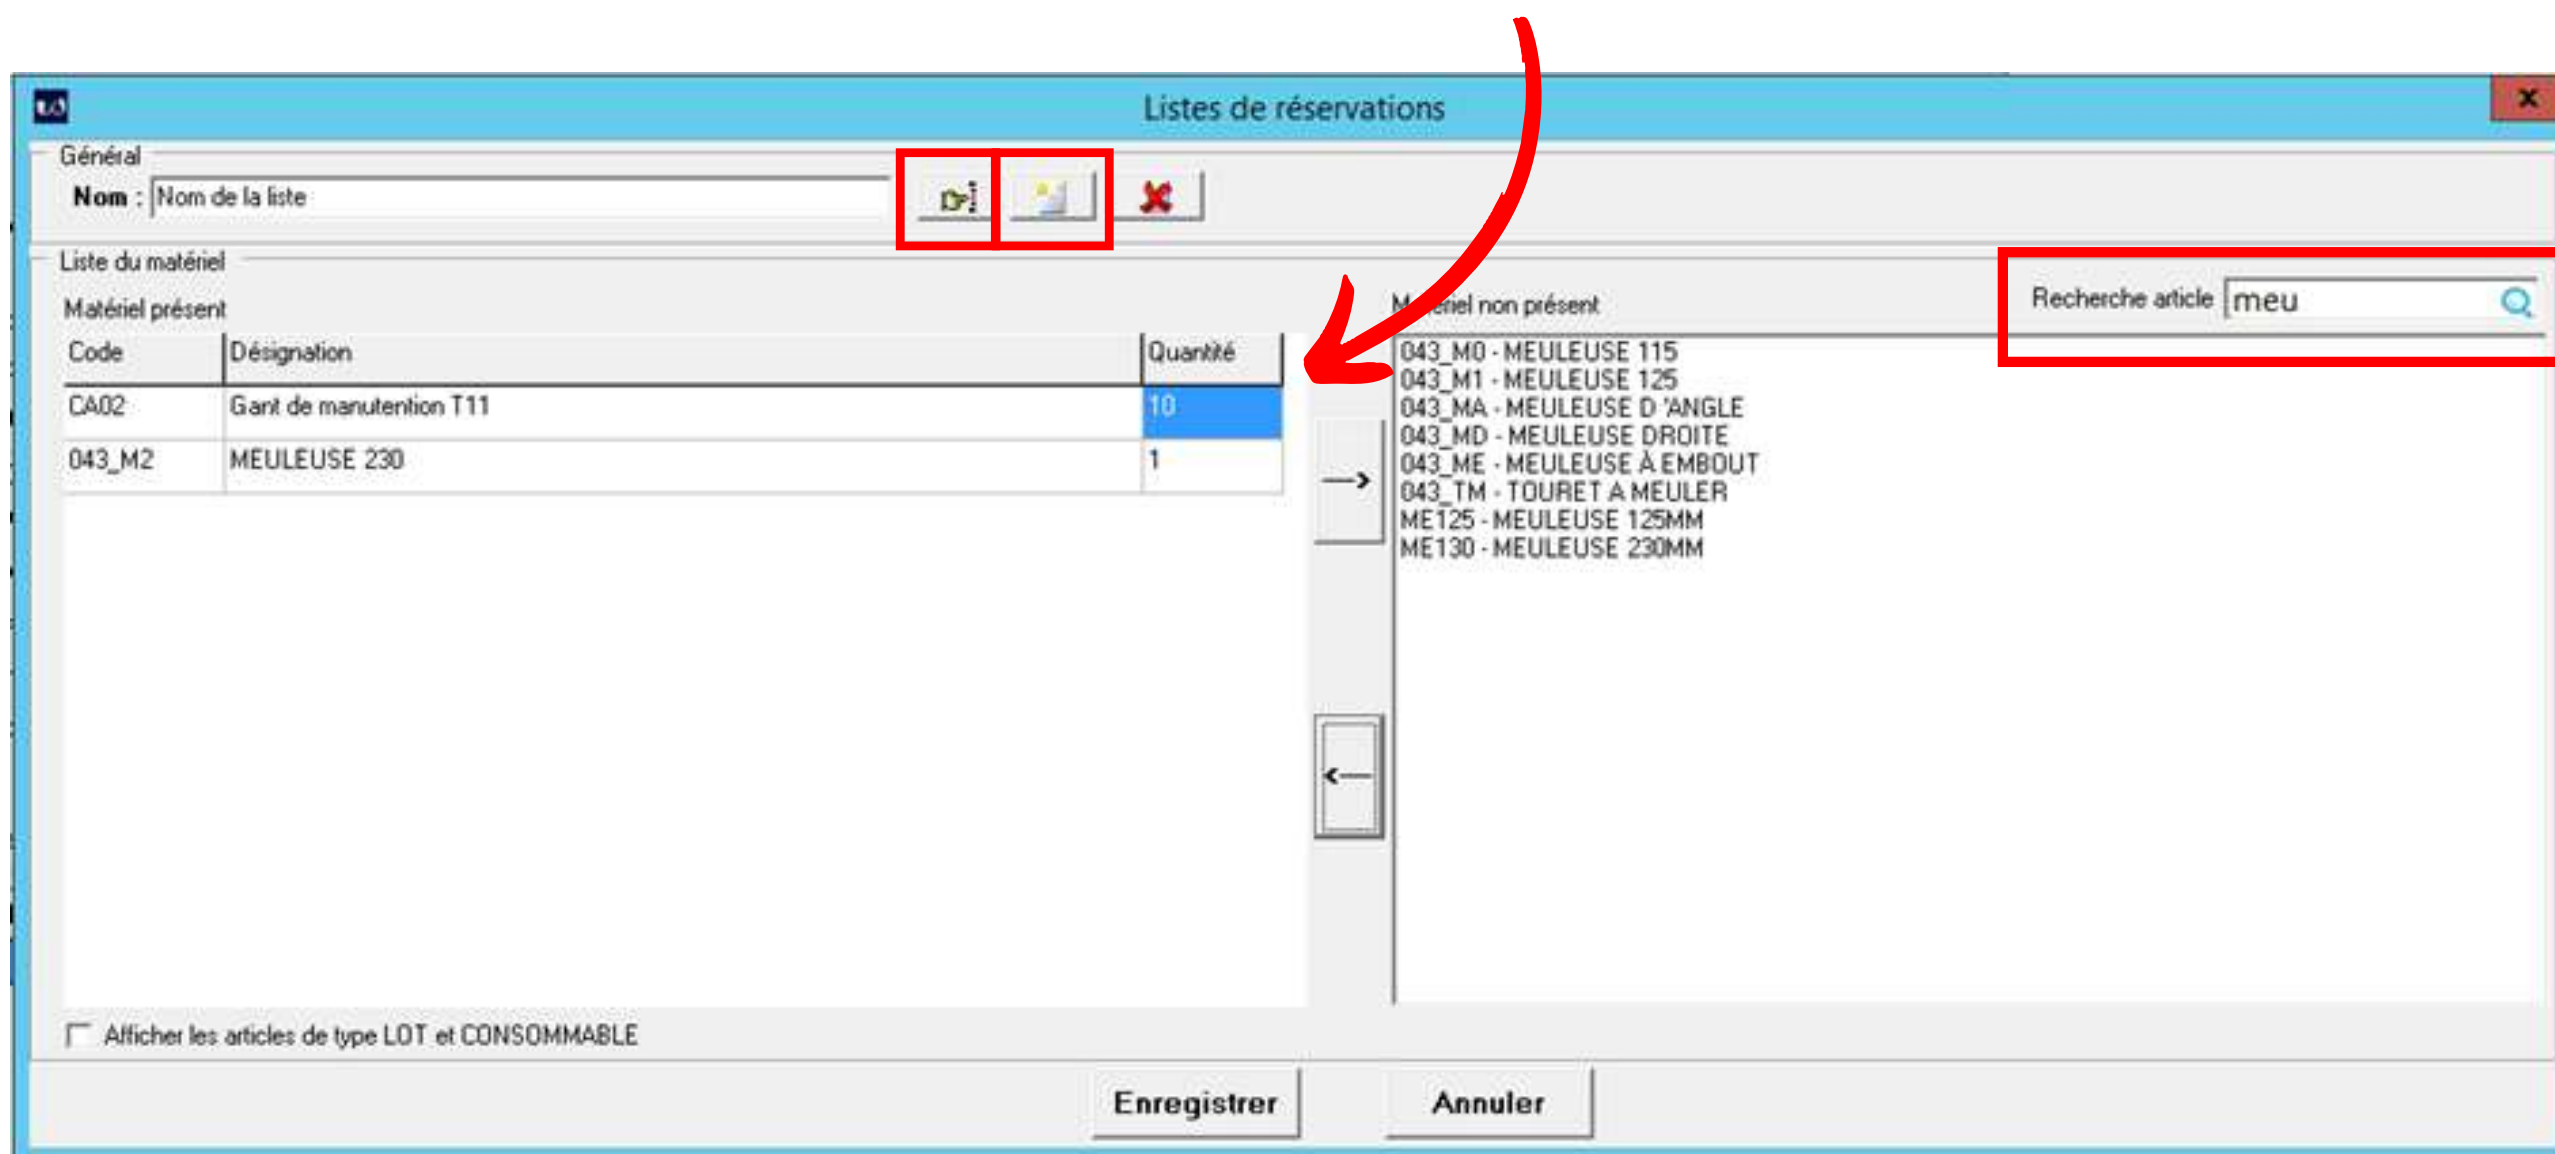 Listes de réservations
x
Général
Nom : Nom de la liste
Liste du matériel
Matériel présent
Code Désignation Quantité
CA02 Gant de manutention T11 10
043_M2 MEULEUSE 230 1
Matériel non présent
Recherche article meu
043_M0 - MEULEUSE 115
043_M1 - MEULEUSE 125
043_MA - MEULEUSE D 'ANGLE
043_MD - MEULEUSE DROITE
043_ME - MEULEUSE À EMBOUT
043_TM - TOURET A MEULER
ME125 - MEULEUSE 125MM
ME130 - MEULEUSE 230MM
-->
<--
Afficher les articles de type LOT et CONSOMMABLE
Enregistrer Annuler